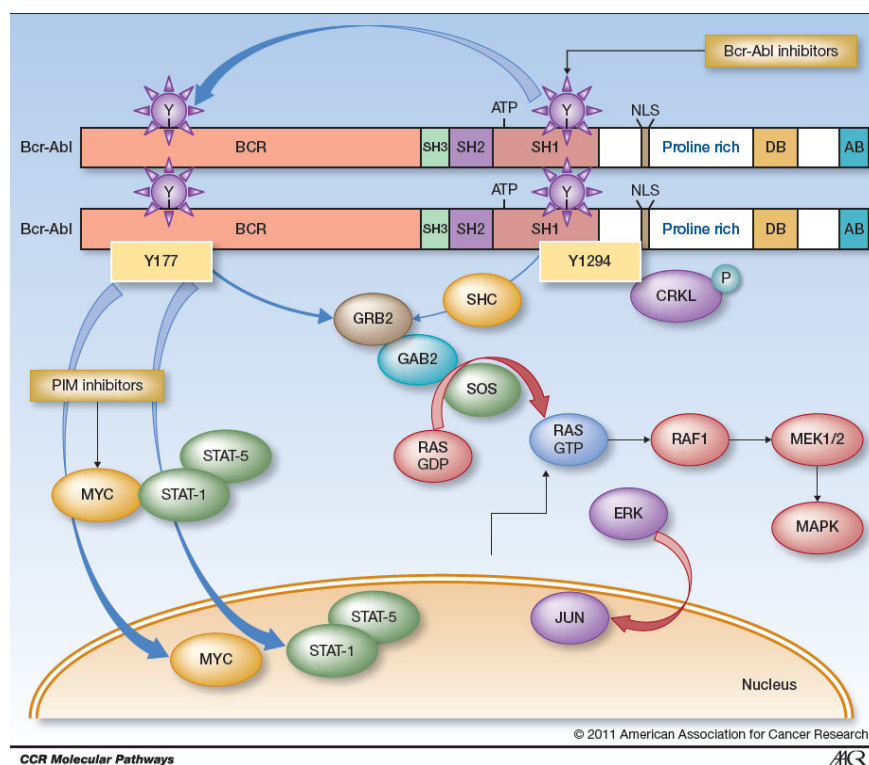 Bcr-Abl inhibitors
Y
Y
ATP
NLS
Bcr-Abl
BCR
SH3
SH2
SH1
Proline rich
DB
AB
Y
Y
ATP
NLS
Bcr-Abl
BCR
SH3
SH2
SH1
Proline rich
DB
AB
Y177
Y1294
P
CRKL
SHC
GRB2
GAB2
PIM inhibitors
SOS
RAS
GTP
RAF1
MEK1/2
RAS
GDP
STAT-5
MYC
STAT-1
ERK
MAPK
STAT-5
JUN
STAT-1
MYC
Nucleus
© 2011 American Association for Cancer Research
CCR Molecular Pathways
AACR